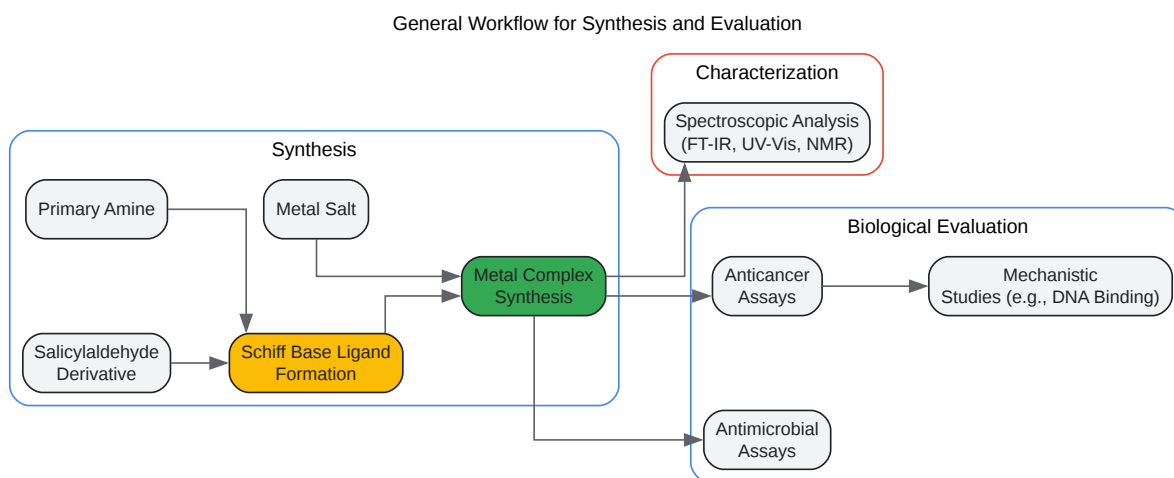 General Workflow for Synthesis and Evaluation
Characterization
Spectroscopic Analysis
(FT-IR, UV-Vis, NMR)
Synthesis
Primary Amine
Metal Salt
Metal Complex
Synthesis
Salicylaldehyde
Derivative
Schiff Base Ligand
Formation
Biological Evaluation
Anticancer
Assays
Mechanistic
Studies (e.g., DNA Binding)
Antimicrobial
Assays